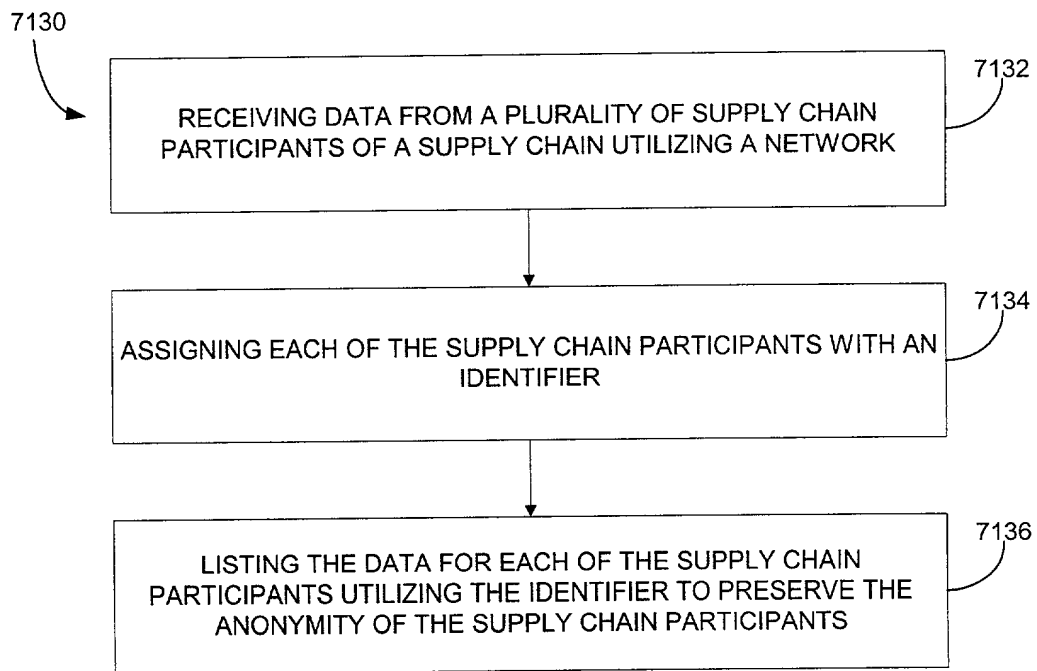 7130
7132
RECEIVING DATA FROM A PLURALITY OF SUPPLY CHAIN
PARTICIPANTS OF A SUPPLY CHAIN UTILIZING A NETWORK
7134
ASSIGNING EACH OF THE SUPPLY CHAIN PARTICIPANTS WITH AN
IDENTIFIER
7136
LISTING THE DATA FOR EACH OF THE SUPPLY CHAIN
PARTICIPANTS UTILIZING THE IDENTIFIER TO PRESERVE THE
ANONYMITY OF THE SUPPLY CHAIN PARTICIPANTS